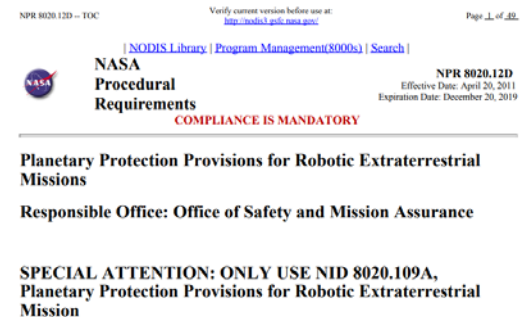 NPR 8020.12D -- TOC
Verify current version before use at:
http://nodis3.gsfc.nasa.gov/
Page 1 of 49
| NODIS Library | Program Management(8000s) | Search |
NASA
NASA
Procedural
Requirements
NPR 8020.12D
Effective Date: April 20, 2011
Expiration Date: December 20, 2019
COMPLIANCE IS MANDATORY
Planetary Protection Provisions for Robotic Extraterrestrial
Missions
Responsible Office: Office of Safety and Mission Assurance
SPECIAL ATTENTION: ONLY USE NID 8020.109A,
Planetary Protection Provisions for Robotic Extraterrestrial
Mission